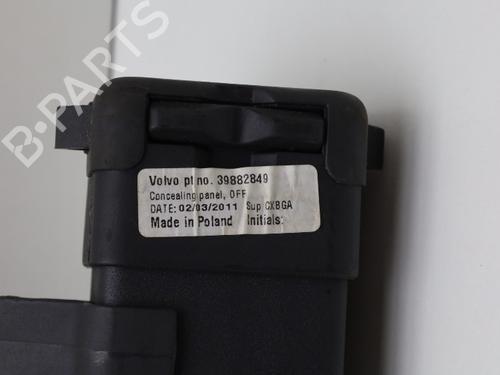 B-PARTS
Volvo pt no. 39882849
Concealing panel, OFF
DATE: 02/03/2011 Sup CXBGA
Made in Poland Initials: